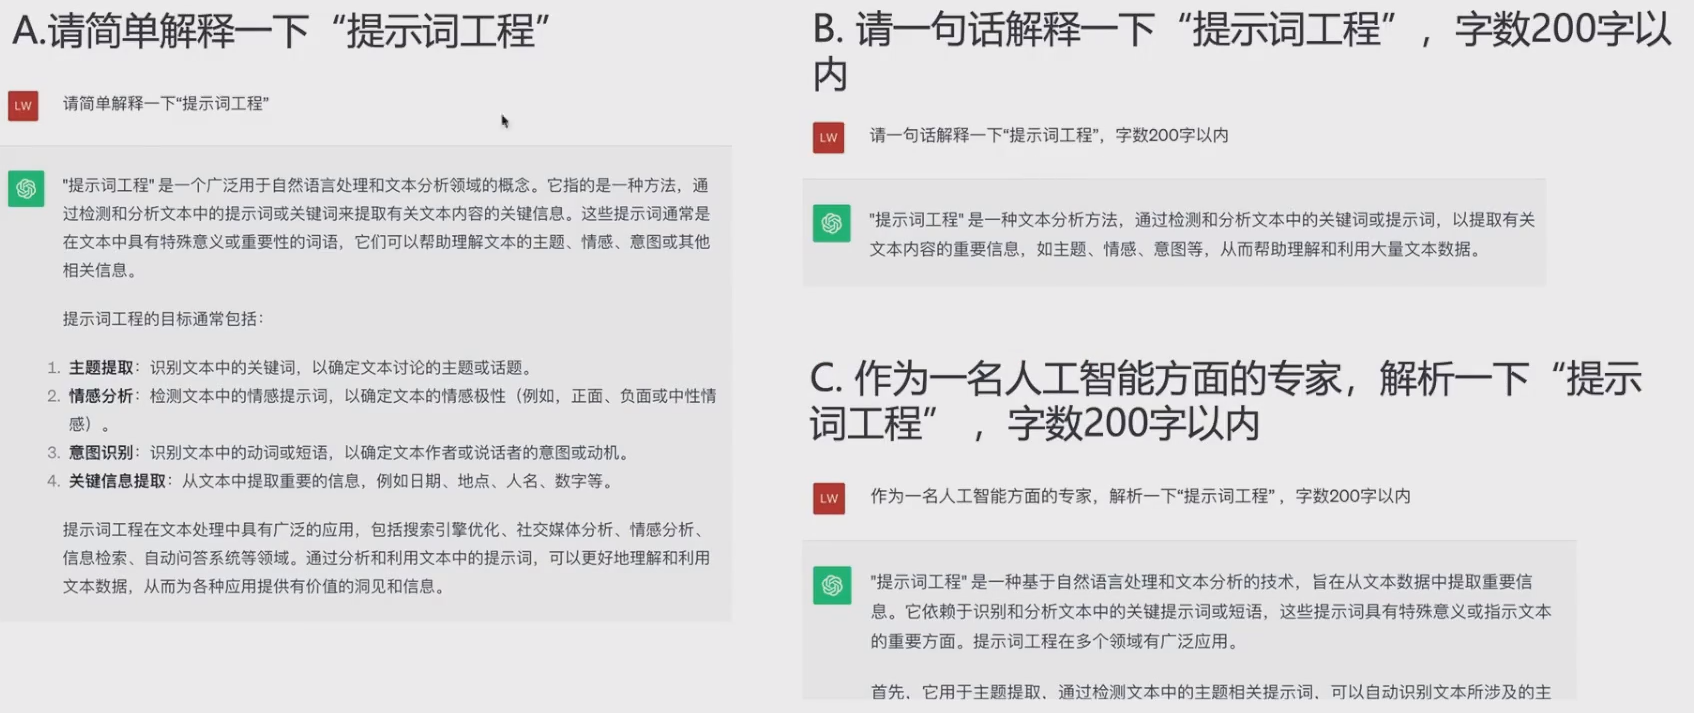 A.请简单解释一下“提示词工程”
LW
请简单解释一下“提示词工程”
"提示词工程" 是一个广泛用于自然语言处理和文本分析领域的概念。它指的是一种方法，通
过检测和分析文本中的提示词或关键词来提取有关文本内容的关键信息。这些提示词通常是
在文本中具有特殊意义或重要性的词语，它们可以帮助理解文本的主题、情感、意图或其他
相关信息。
提示词工程的目标通常包括：
1. 主题提取：识别文本中的关键词，以确定文本讨论的主题或话题。
2. 情感分析：检测文本中的情感提示词，以确定文本的情感极性（例如，正面、负面或中性情
感）。
3. 意图识别：识别文本中的动词或短语，以确定文本作者或说话者的意图或动机。
4. 关键信息提取：从文本中提取重要的信息，例如日期、地点、人名、数字等。
提示词工程在文本处理中具有广泛的应用，包括搜索引擎优化、社交媒体分析、情感分析、
信息检索、自动问答系统等领域。通过分析和利用文本中的提示词，可以更好地理解和利用
文本数据，从而为各种应用提供有价值的洞见和信息。
B. 请一句话解释一下“提示词工程”，字数200字以
内
LW
请一句话解释一下“提示词工程”，字数200字以内
"提示词工程" 是一种文本分析方法，通过检测和分析文本中的关键词或提示词，以提取有关
文本内容的重要信息，如主题、情感、意图等，从而帮助理解和利用大量文本数据。
C. 作为一名人工智能方面的专家，解析一下“提示
词工程” ，字数200字以内
LW
作为一名人工智能方面的专家，解析一下“提示词工程” ，字数200字以内
"提示词工程" 是一种基于自然语言处理和文本分析的技术，旨在从文本数据中提取重要信
息。它依赖于识别和分析文本中的关键提示词或短语，这些提示词具有特殊意义或指示文本
的重要方面。提示词工程在多个领域有广泛应用。
首先，它用于主题提取，通过检测文本中的主题相关提示词，可以自动识别文本所涉及的主